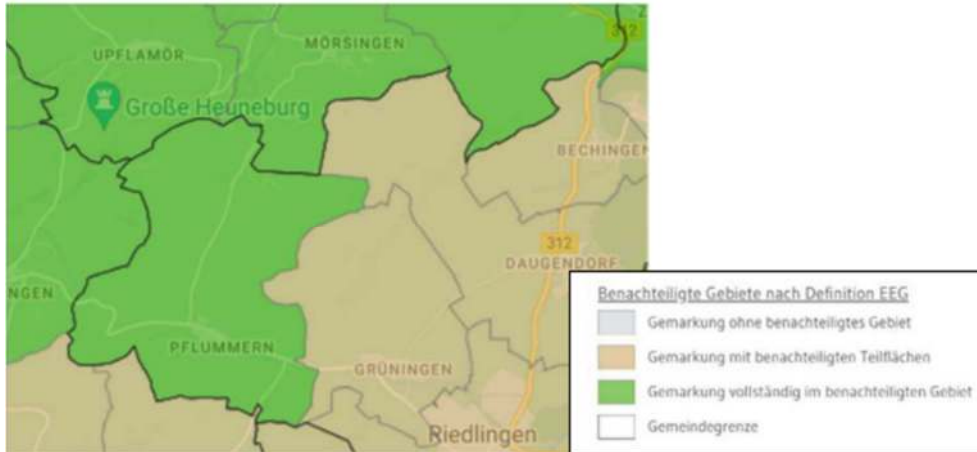 312
MÖRSINGEN
UPFLAMÖR
Große Heuneburg
BECHINGEN
312
DAUGENDORF
NGEN
PFLUMMERN
GRÜNINGEN
Riedlingen
Benachteiligte Gebiete nach Definition EEG
Gemarkung ohne benachteiligtes Gebiet
Gemarkung mit benachteiligten Teilflächen
Gemarkung vollständig im benachteiligten Gebiet
Gemeindegrenze